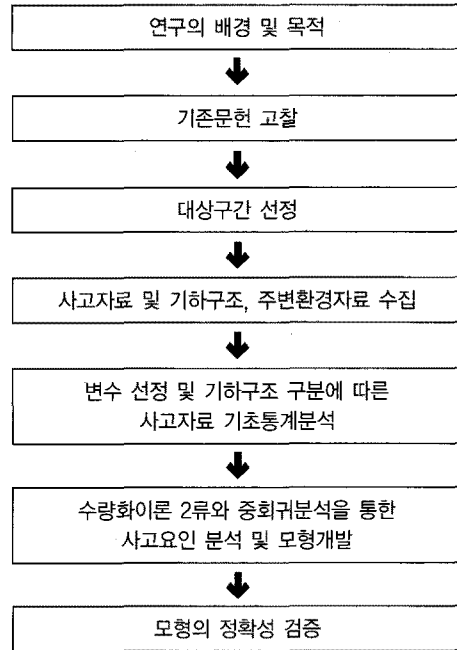 연구의 배경 및 목적
기존문헌 고찰
대상구간 선정
사고자료 및 기하구조, 주변환경자료 수집
변수 선정 및 기하구조 구분에 따른
사고자료 기초통계분석
수량화이론 2류와 중회귀분석을 통한
사고요인 분석 및 모형개발
모형의 정확성 검증